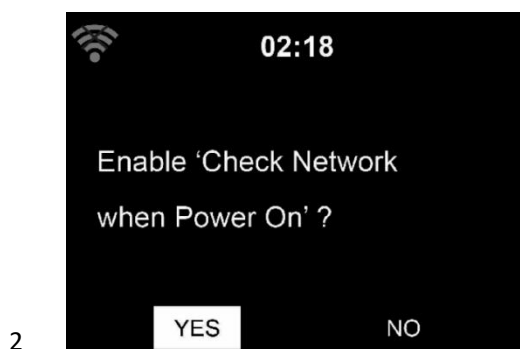 02:18
Enable ‘Check Network
when Power On’ ?
YES NO
2